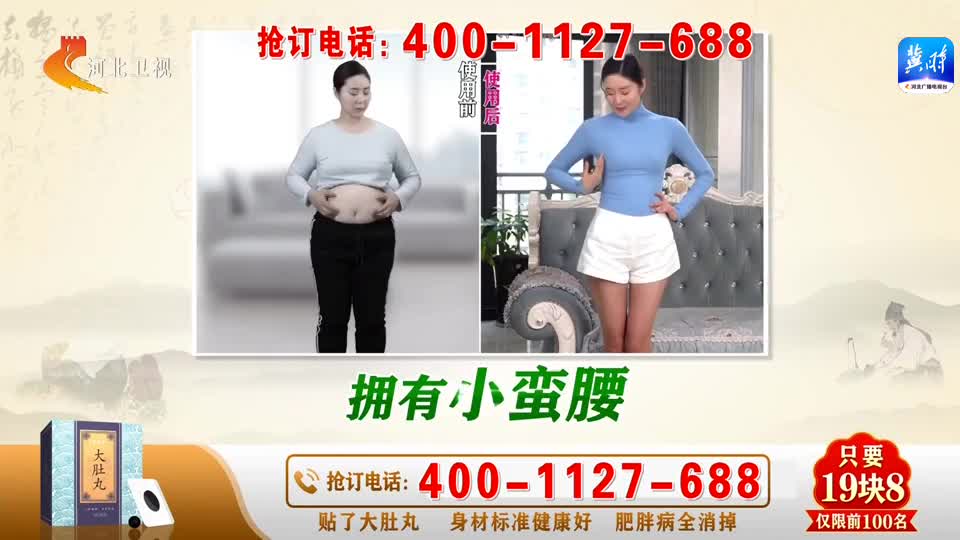 抢订电话：400-1127-688
河北卫视
冀时
河北广播电视台
使用前
使用后
拥有小蛮腰
大肚丸
抢订电话：400-1127-688
贴了大肚丸 身材标准健康好 肥胖病全消掉
只要
19块8
仅限前100名